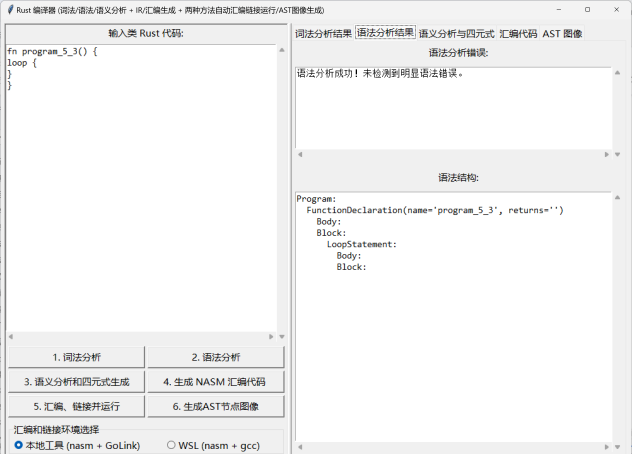 Rust 编译器 (词法/语法/语义分析 + IR/汇编生成 + 两种方法自动汇编链接运行/AST图像生成)
输入类 Rust 代码:
fn program_5_3() {
loop {
}
}
1. 词法分析
2. 语法分析
3. 语义分析和四元式生成
4. 生成 NASM 汇编代码
5. 汇编、链接并运行
6. 生成AST节点图像
汇编和链接环境选择
本地工具 (nasm + GoLink)
WSL (nasm + gcc)
词法分析结果 语法分析结果 语义分析与四元式 汇编代码 AST 图像
语法分析错误:
语法分析成功！未检测到明显语法错误。
语法结构:
Program:
  FunctionDeclaration(name='program_5_3', returns='')
    Body:
    Block:
      LoopStatement:
        Body:
        Block: